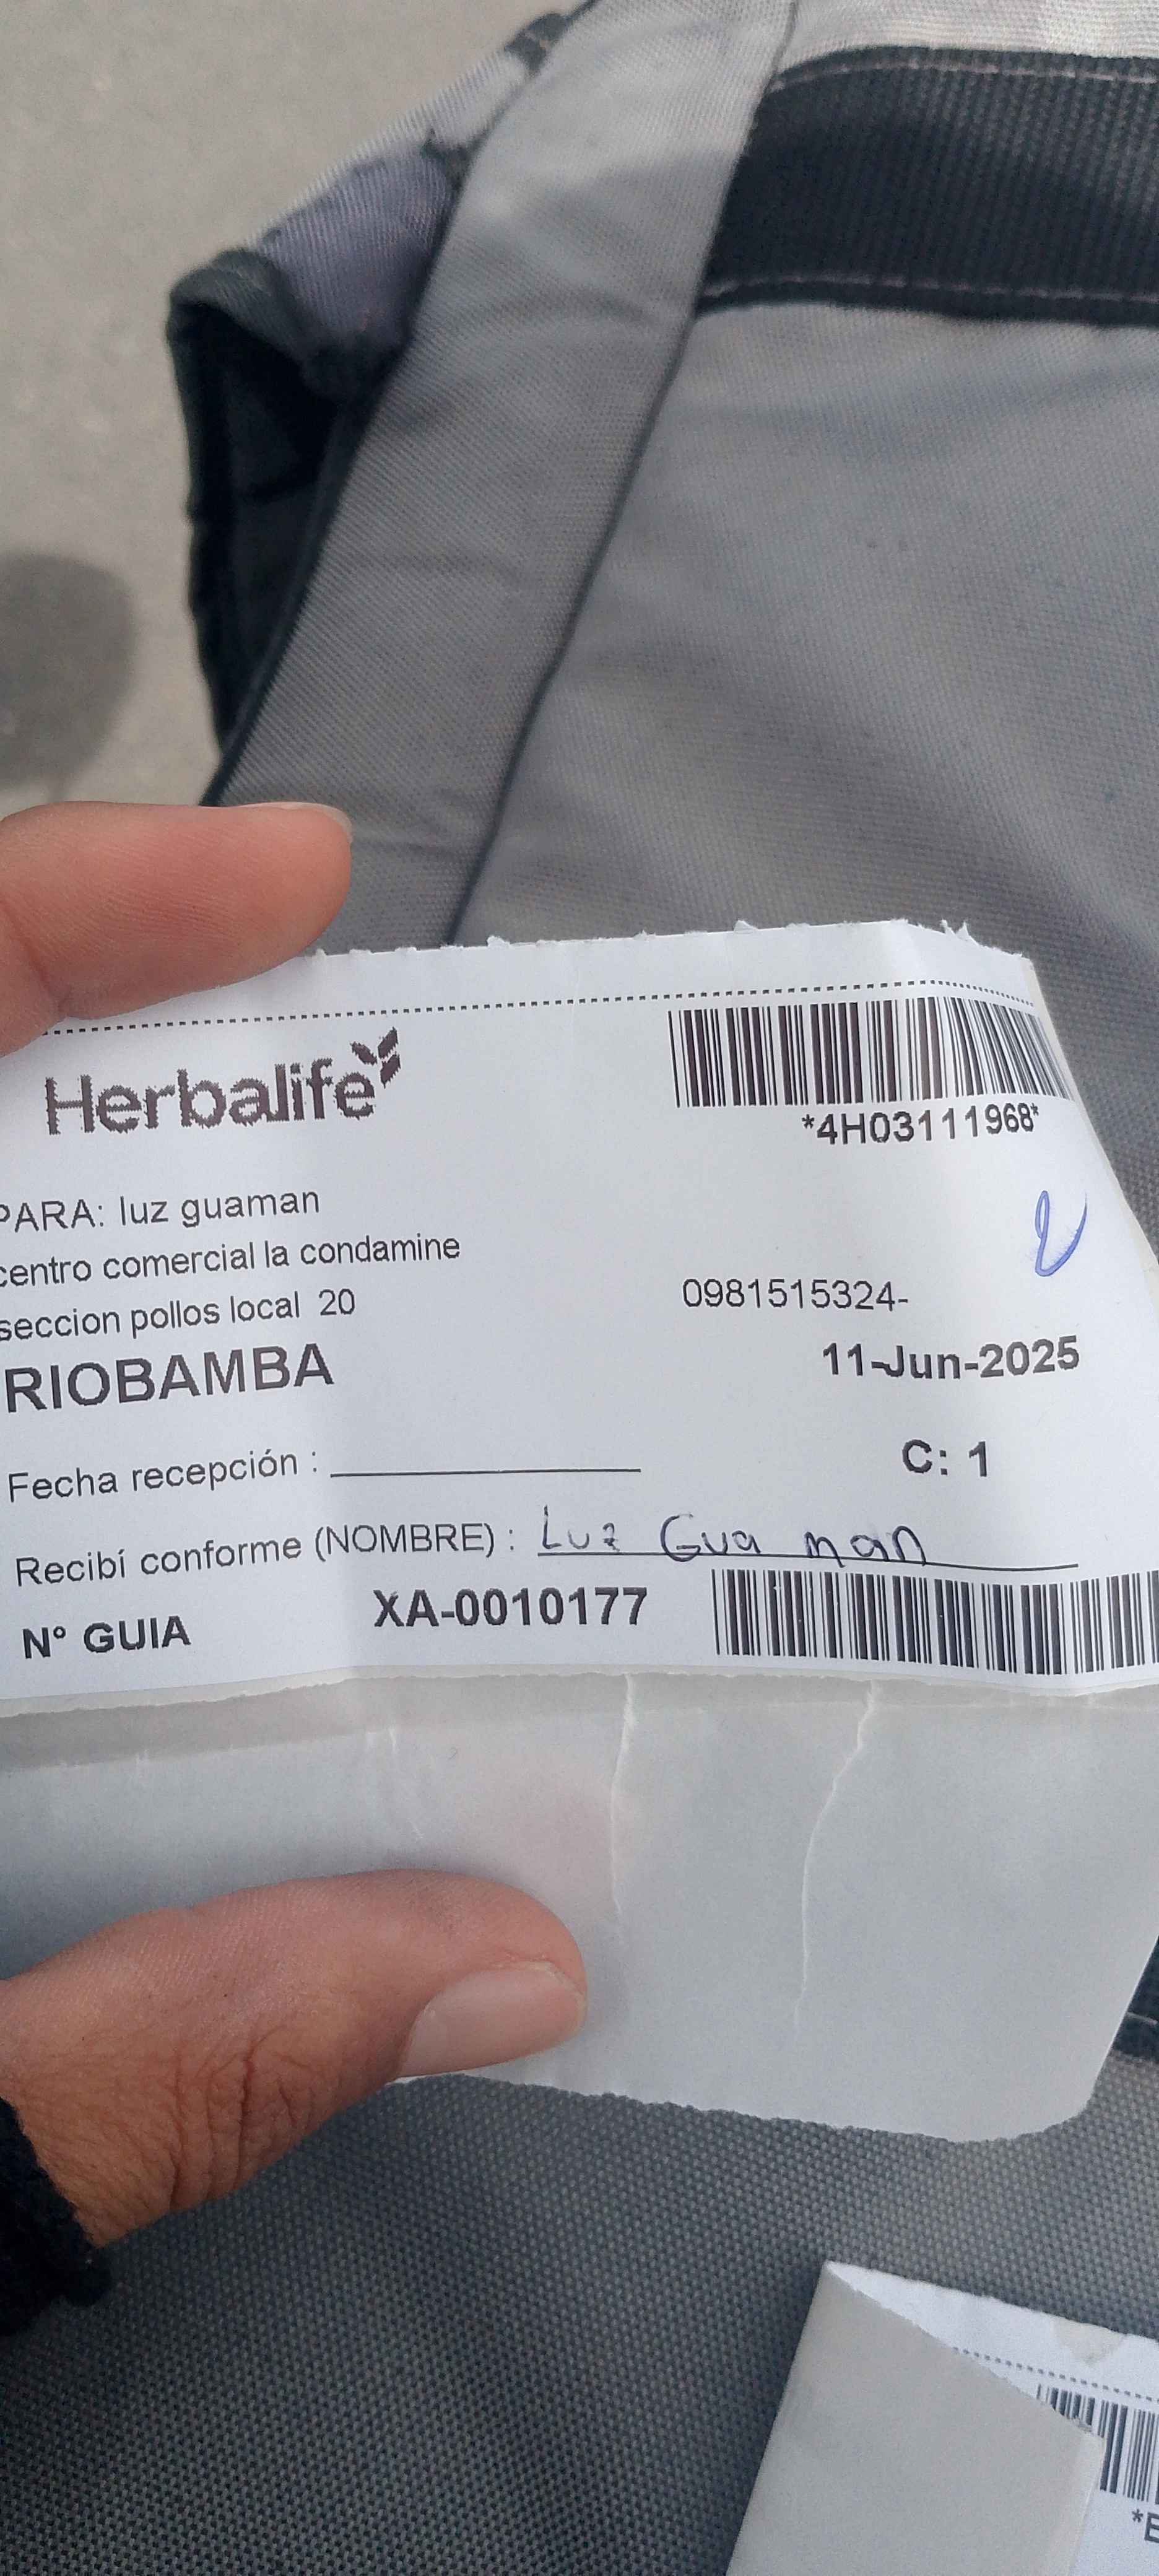 Herbalife
*4H03111968*
PARA: luz guaman
centro comercial la condamine
seccion pollos local 20
0981515324-
RIOBAMBA
11-Jun-2025
Fecha recepción :
C: 1
Recibí conforme (NOMBRE) : Luz Guaman
N° GUIA XA-0010177